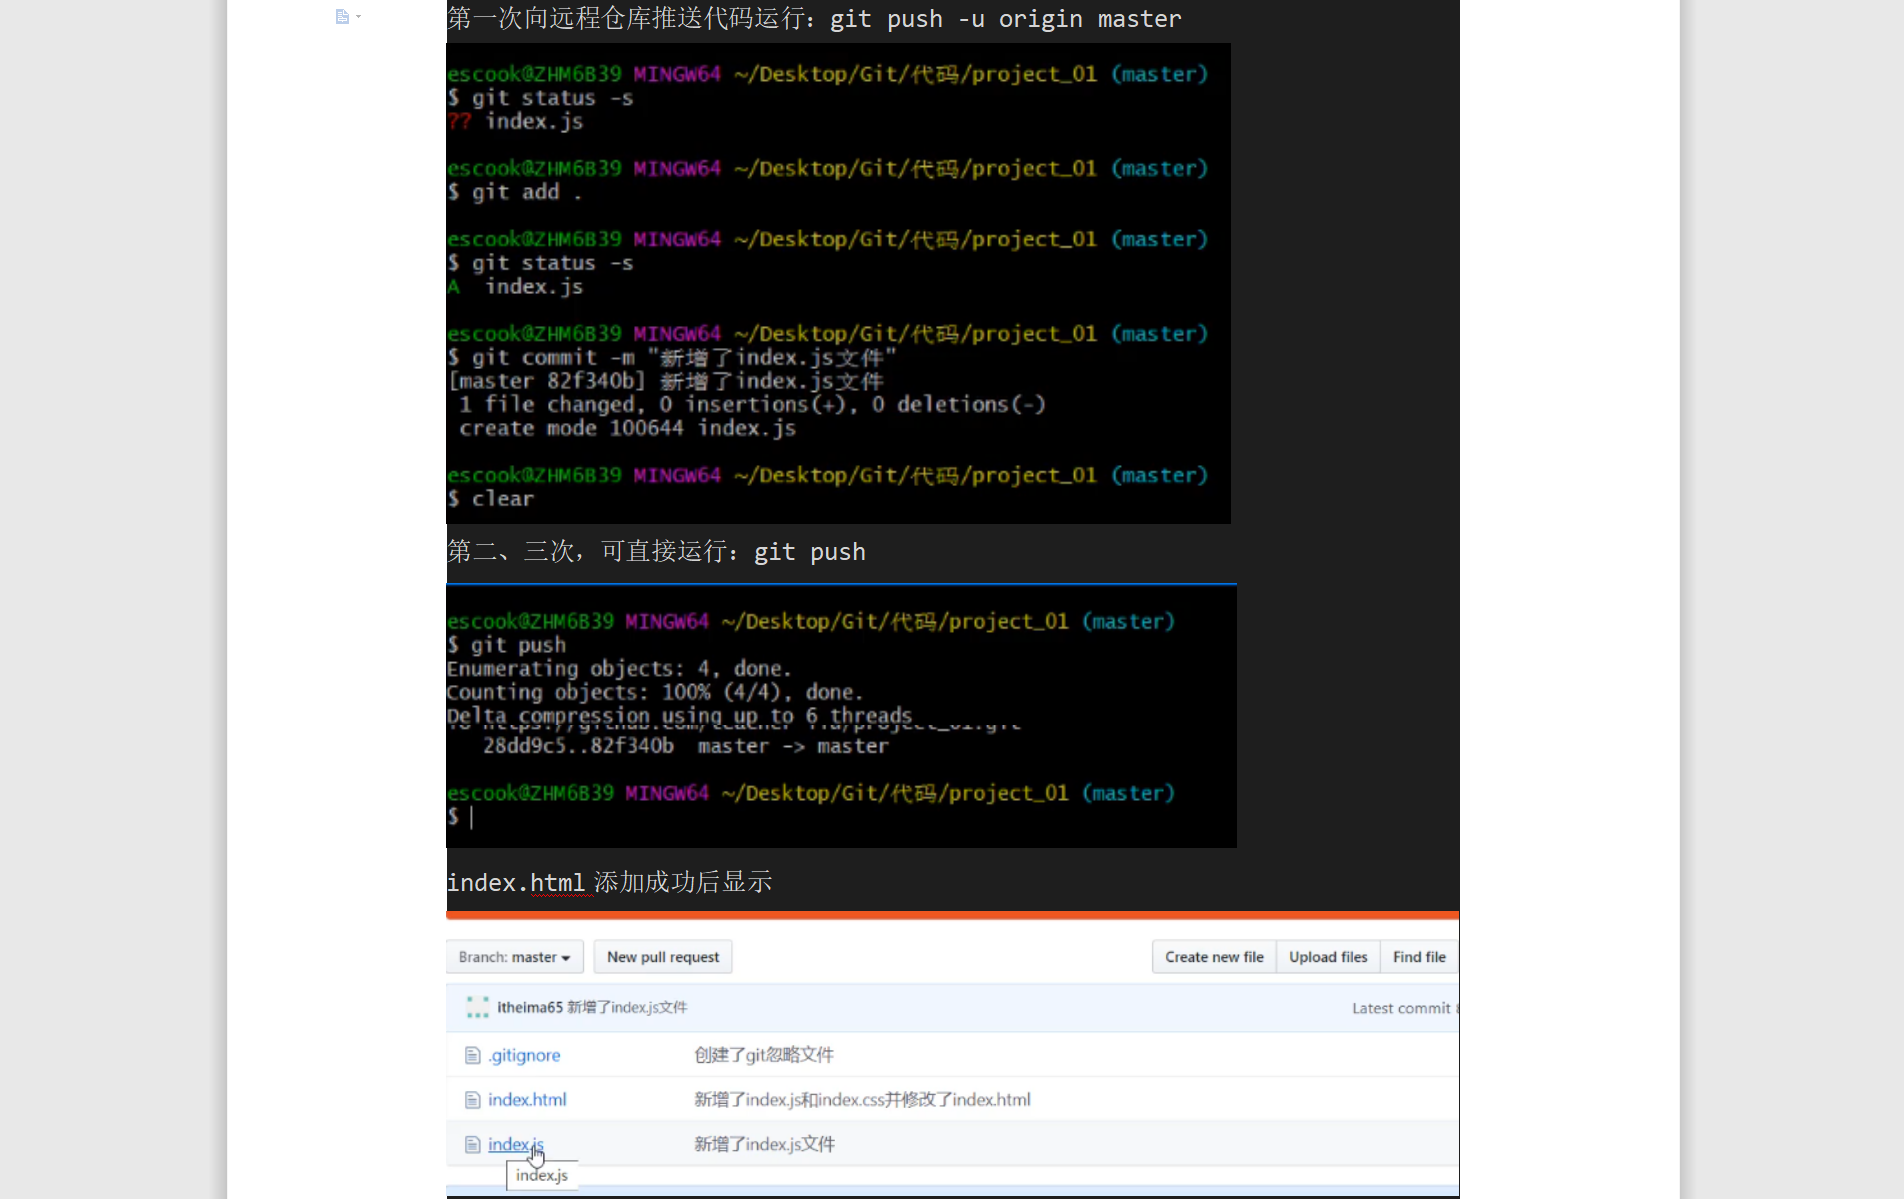 第一次向远程仓库推送代码运行：git push -u origin master
escook@ZHM6B39 MINGW64 ~/Desktop/Git/代码/project_01 (master)
$ git status -s
?? index.js
escook@ZHM6B39 MINGW64 ~/Desktop/Git/代码/project_01 (master)
$ git add .
escook@ZHM6B39 MINGW64 ~/Desktop/Git/代码/project_01 (master)
$ git status -s
A  index.js
escook@ZHM6B39 MINGW64 ~/Desktop/Git/代码/project_01 (master)
$ git commit -m "新增了index.js文件"
[master 82f340b] 新增了index.js文件
1 file changed, 0 insertions(+), 0 deletions(-)
create mode 100644 index.js
escook@ZHM6B39 MINGW64 ~/Desktop/Git/代码/project_01 (master)
$ clear
第二、三次，可直接运行：git push
escook@ZHM6B39 MINGW64 ~/Desktop/Git/代码/project_01 (master)
$ git push
Enumerating objects: 4, done.
Counting objects: 100% (4/4), done.
Delta compression using up to 6 threads
28dd9c5..82f340b  master -> master
escook@ZHM6B39 MINGW64 ~/Desktop/Git/代码/project_01 (master)
$
index.html 添加成功后显示
Branch: master New pull request Create new file Upload files Find file
itheima65 新增了index.js文件 Latest commit
.gitignore 创建了git忽略文件
index.html 新增了index.js和index.css并修改了index.html
index.js 新增了index.js文件
index.js